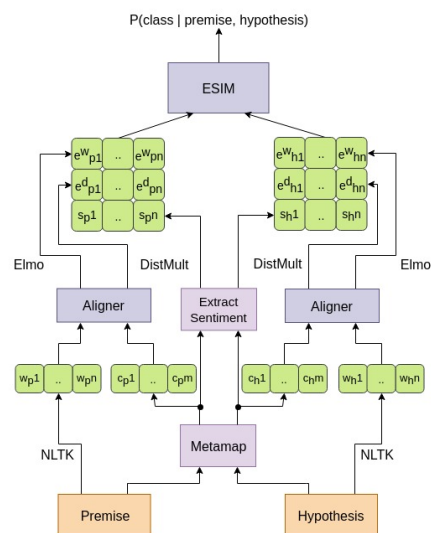 P(class | premise, hypothesis)
ESIM
e^w_p1 .. e^w_pn e^w_h1 .. e^w_hn
e^d_p1 .. e^d_pn e^d_h1 .. e^d_hn
s_p1 .. s_pn s_h1 .. s_hn
Elmo DistMult DistMult Elmo
Aligner Extract Sentiment Aligner
w_p1 .. w_pn c_p1 .. c_pm c_h1 .. c_hm w_h1 .. w_hn
NLTK Metamap NLTK
Premise Hypothesis